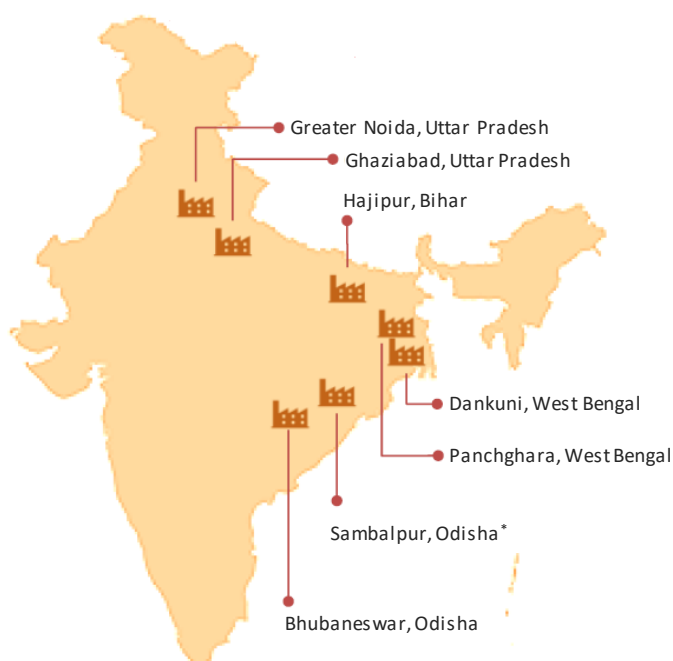 Greater Noida, Uttar Pradesh
Ghaziabad, Uttar Pradesh
Hajipur, Bihar
Dankuni, West Bengal
Panchghara, West Bengal
Sambalpur, Odisha*
Bhubaneswar, Odisha